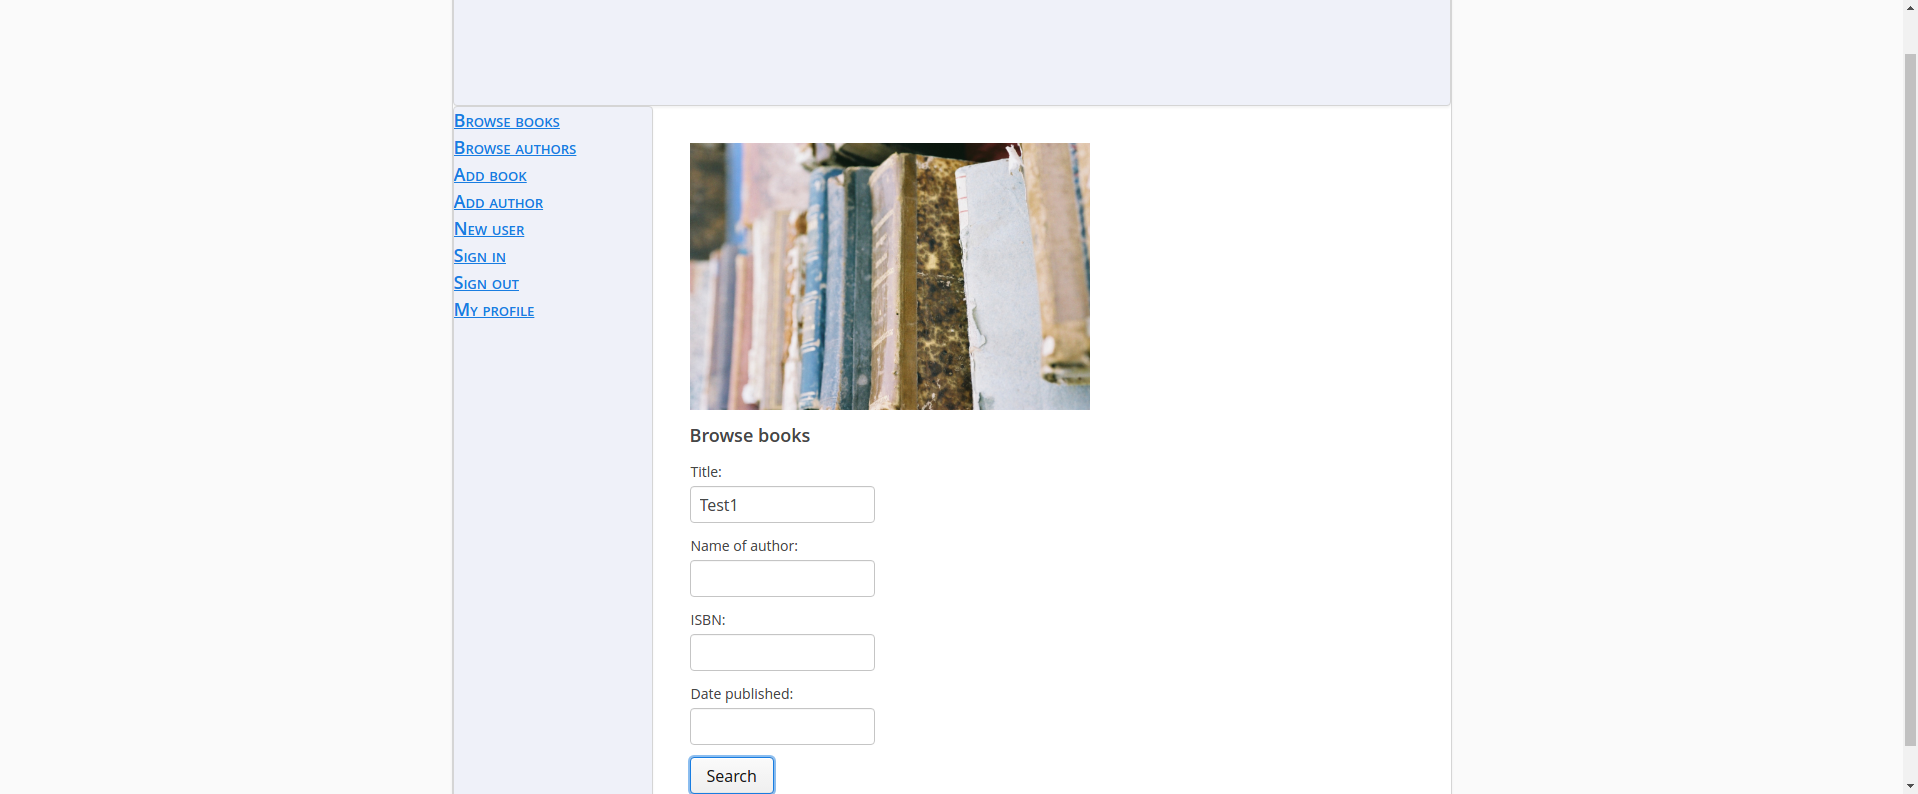 Browse books
Browse authors
Add book
Add author
New user
Sign in
Sign out
My profile
Browse books
Title:
Test1
Name of author:
ISBN:
Date published:
Search